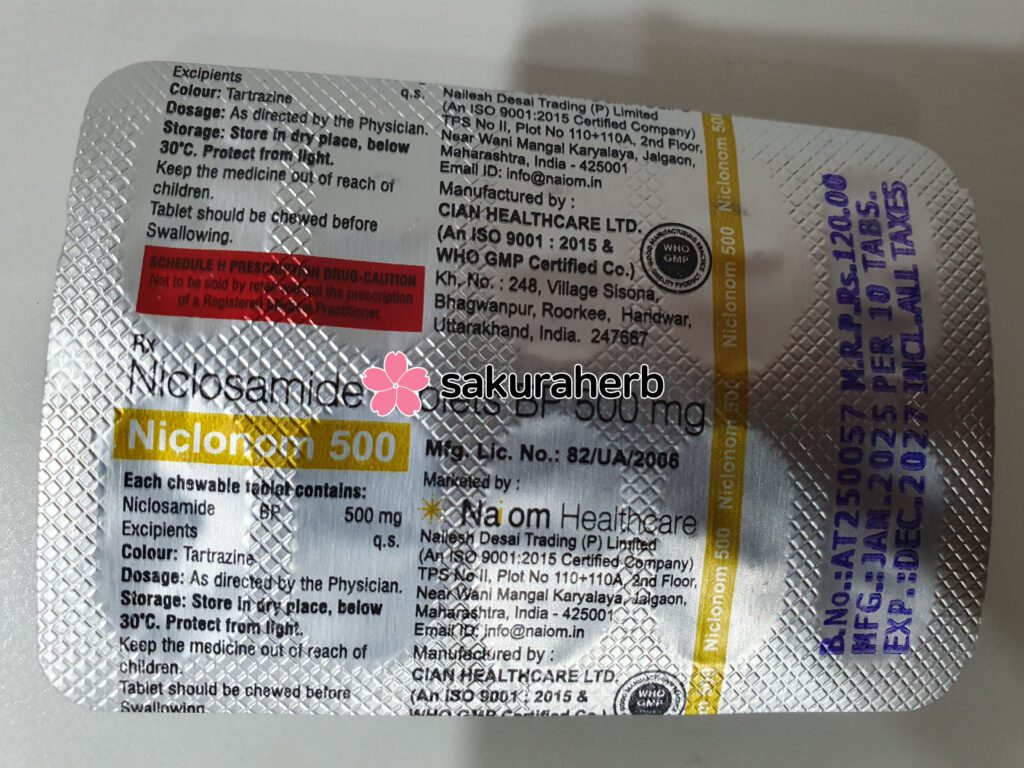 Excipients q.s.
Colour: Tartrazine
Dosage: As directed by the Physician.
Storage: Store in dry place, below
30°C. Protect from light.
Keep the medicine out of reach of
children.
Tablet should be chewed before
Swallowing.
SCHEDULE H PRESCRIPTION DRUG-CAUTION
Not to be sold by retail without the prescription
of a Registered Medical Practitioner.
Nailesh Desai Trading (P) Limited
(An ISO 9001:2015 Certified Company)
TPS No II, Plot No 110+110A, 2nd Floor,
Near Wani Mangal Karyalaya, Jalgaon,
Maharashtra, India - 425001
Email ID: info@naiom.in
Manufactured by :
CIAN HEALTHCARE LTD.
(An ISO 9001 : 2015 &
WHO GMP Certified Co.)
Kh. No. : 248, Village Sisona,
Bhagwanpur, Roorkee, Haridwar,
Uttarakhand, India. 247667
WHO
GMP
Rx
Niclosamide BP 500 mg
sakuraherb
Niclonom 500
Mfg. Lic. No.: 82/UA/2006
Each chewable tablet contains:
Niclosamide BP 500 mg
Excipients q.s.
Colour: Tartrazine
Dosage: As directed by the Physician.
Storage: Store in dry place, below
30°C. Protect from light.
Keep the medicine out of reach of
children.
Tablet should be chewed before
Swallowing.
Marketed by :
Naiom Healthcare
Nailesh Desai Trading (P) Limited
(An ISO 9001:2015 Certified Company)
TPS No II, Plot No 110+110A, 2nd Floor,
Near Wani Mangal Karyalaya, Jalgaon,
Maharashtra, India - 425001
Email ID: info@naiom.in
Manufactured by :
CIAN HEALTHCARE LTD.
(An ISO 9001 : 2015 &
WHO GMP Certified Co.)
WHO
GMP
Niclonom 500 Niclonom 500 Niclonom 500 Niclonom 500
B.No.:AT250057 M.R.P.Rs.120.00
MFG.:JAN.2025 PER 10 TABS.
EXP.:DEC.2027 INCL.ALL TAXES